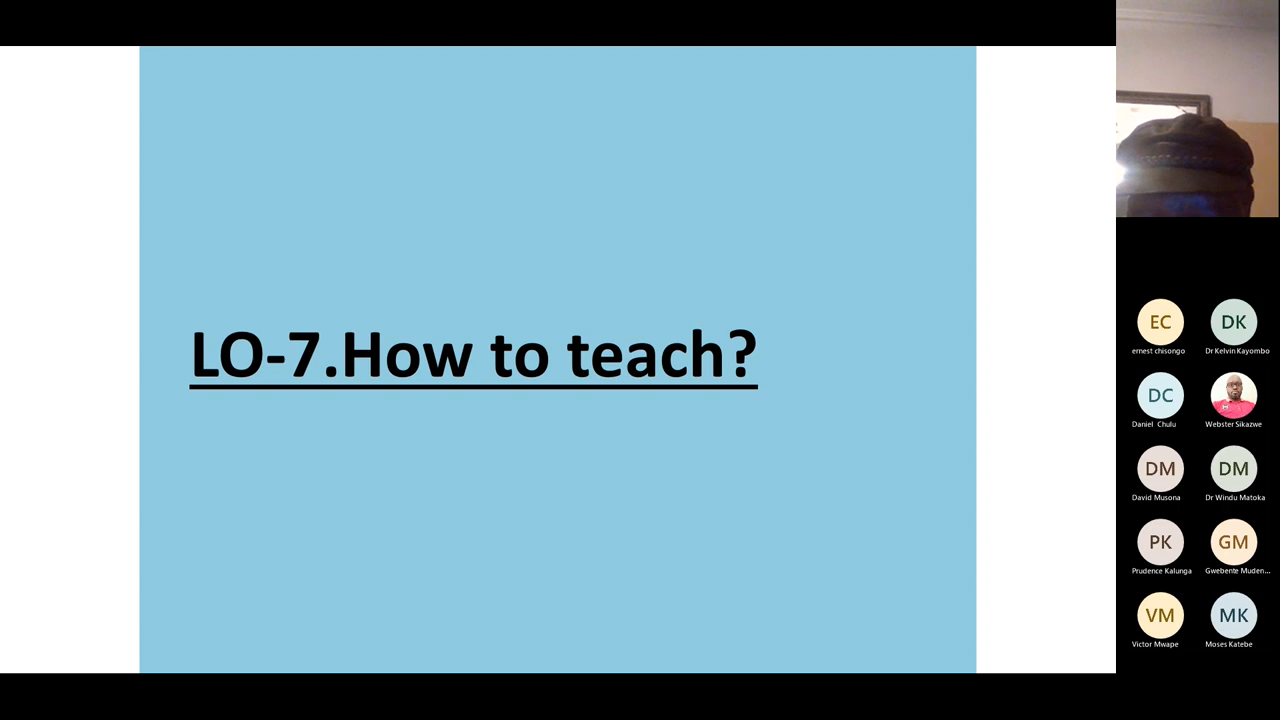 LO-7.How to teach?
EC
DK
ernest chisongo
Dr Kelvin Kayombo
DC
Daniel Chulu
Webster Sikazwe
DM
DM
David Musona
Dr Windu Matoka
PK
GM
Prudence Kalunga
Gwebente Muden...
VM
MK
Victor Mwape
Moses Katebe